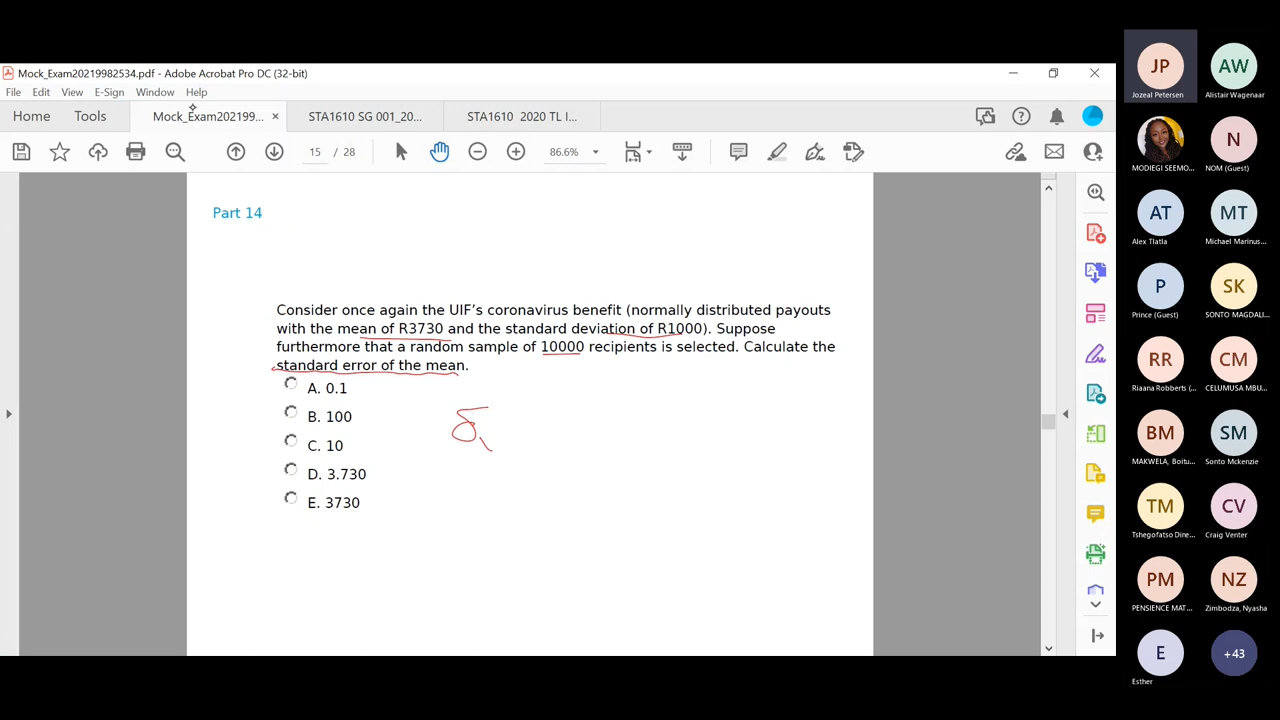 Mock_Exam20219982534.pdf - Adobe Acrobat Pro DC (32-bit)
File Edit View E-Sign Window Help
Home Tools Mock_Exam202199... × STA1610 SG 001_20... STA1610 2020 TL I...
15 / 28 86.6%
Part 14
Consider once again the UIF's coronavirus benefit (normally distributed payouts
with the mean of R3730 and the standard deviation of R1000). Suppose
furthermore that a random sample of 10000 recipients is selected. Calculate the
standard error of the mean.
A. 0.1
B. 100
C. 10
D. 3.730
E. 3730
JP AW
Jozeal Petersen Alistair Wagenaar
N
MODIEGI SEEMO... NOM (Guest)
AT MT
Alex Tlatla Michael Marinus...
P SK
Prince (Guest) SONTO MAGDALI...
RR CM
Riaana Robberts (... CELUMUSA MBU...
BM SM
MAKWELA, Boitu... Sonto Mckenzie
TM CV
Tshegofatso Dine... Craig Venter
PM NZ
PENSIENCE MAT... Zimbodza, Nyasha
E +43
Esther